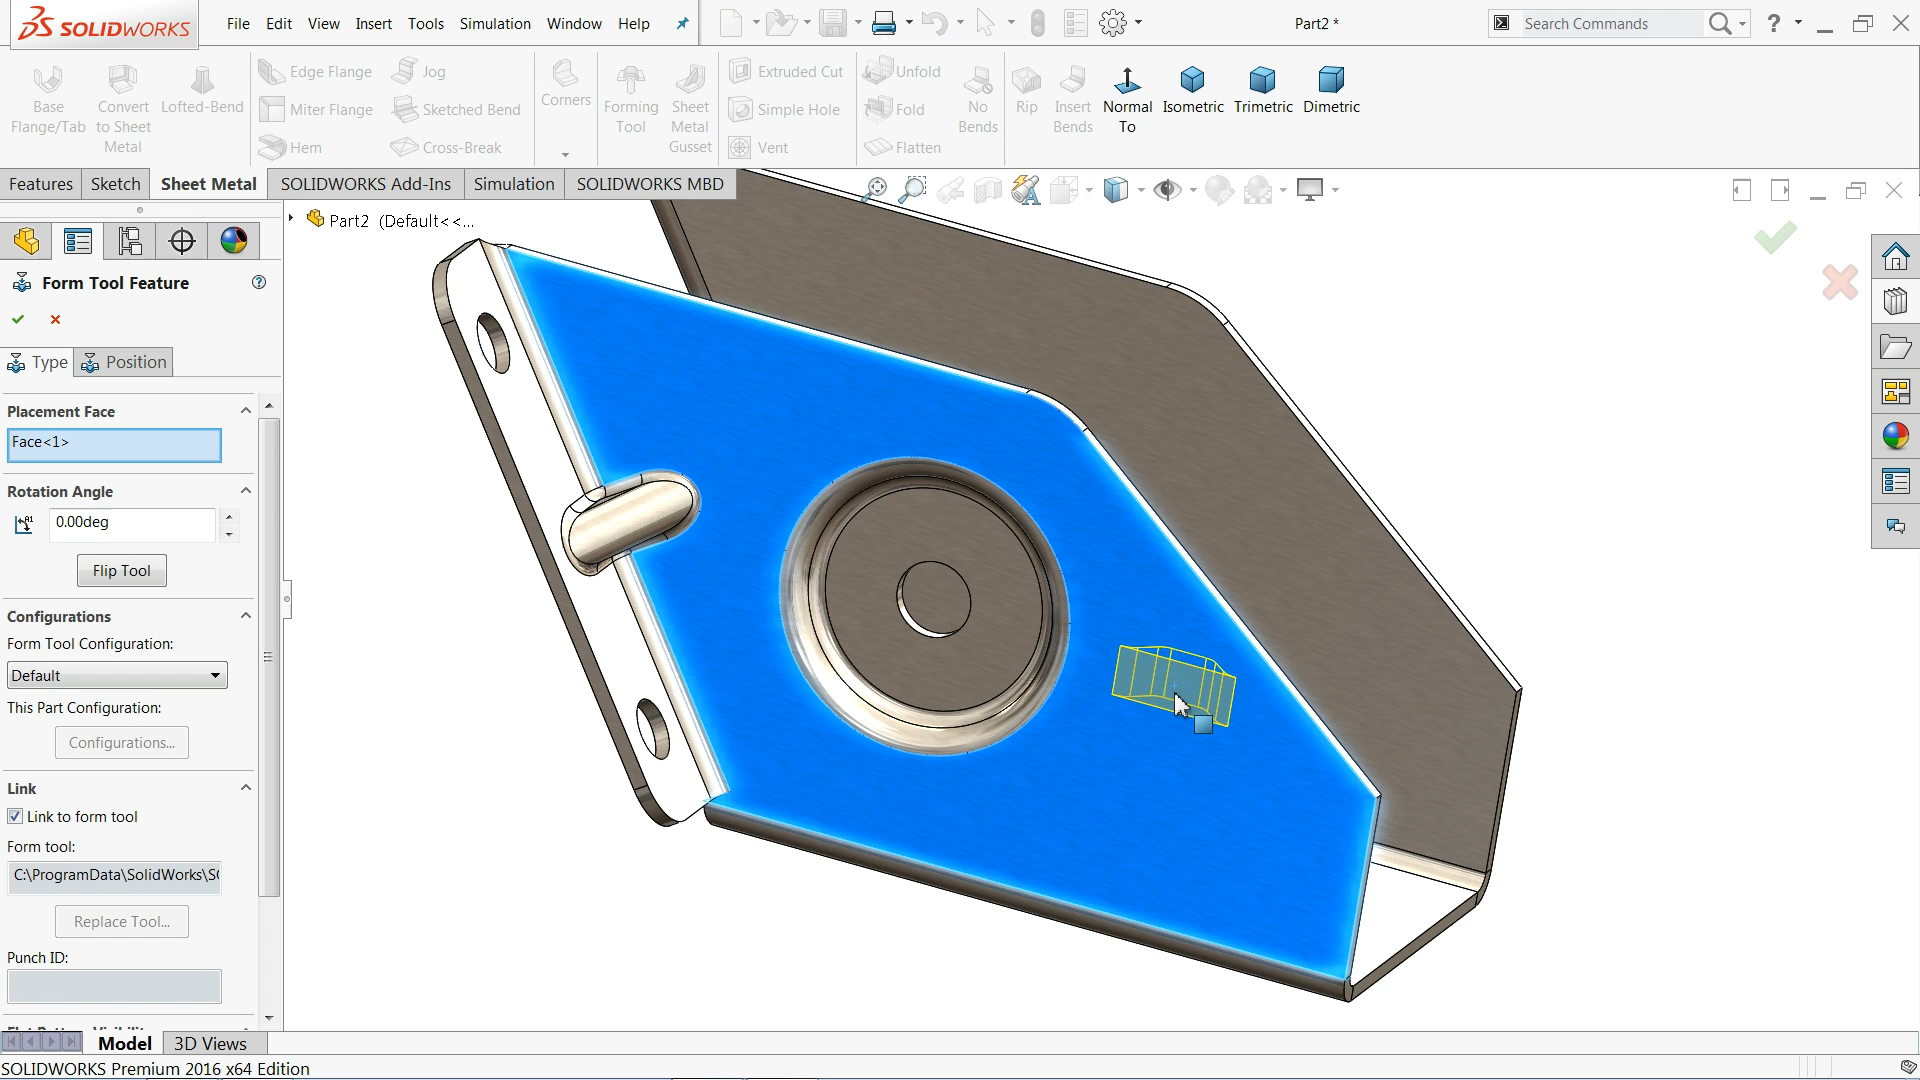 SOLIDWORKS
File Edit View Insert Tools Simulation Window Help
Part2 *
Search Commands
Base Flange/Tab
Convert to Sheet Metal
Lofted-Bend
Edge Flange
Miter Flange
Hem
Jog
Sketched Bend
Cross-Break
Corners
Forming Tool
Sheet Metal Gusset
Extruded Cut
Simple Hole
Vent
Unfold
Fold
Flatten
No Bends
Rip
Insert Bends
Normal To
Isometric
Trimetric
Dimetric
Features Sketch Sheet Metal SOLIDWORKS Add-Ins Simulation SOLIDWORKS MBD
Part2 (Default<<...
Form Tool Feature
Type Position
Placement Face
Face<1>
Rotation Angle
0.00deg
Flip Tool
Configurations
Form Tool Configuration:
Default
This Part Configuration:
Configurations...
Link
Link to form tool
Form tool:
C:\ProgramData\SolidWorks\S
Replace Tool...
Punch ID:
Model 3D Views
SOLIDWORKS Premium 2016 x64 Edition